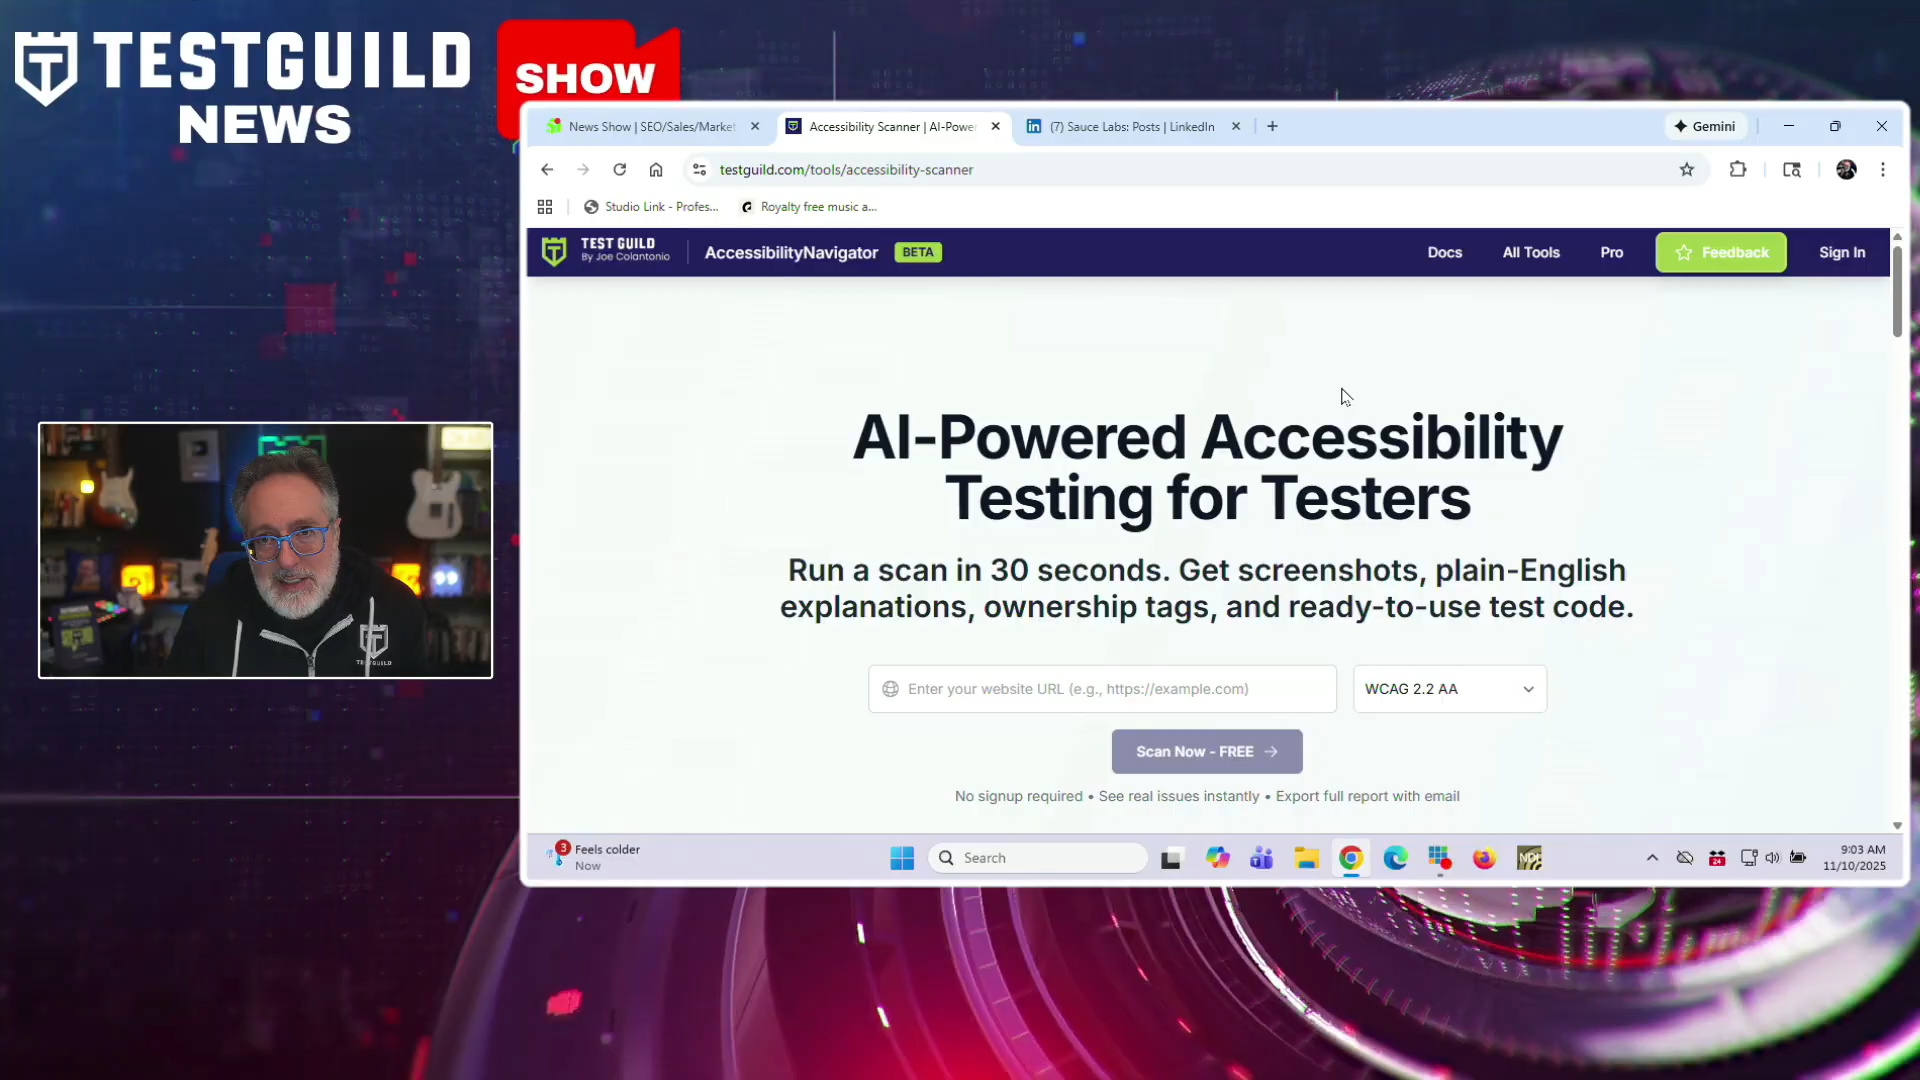 TESTGUILD
NEWS
SHOW
News Show | SEO/Sales/Market
Accessibility Scanner | AI-Power
(7) Sauce Labs: Posts | LinkedIn
Gemini
testguild.com/tools/accessibility-scanner
Studio Link - Profes...
Royalty free music a...
TEST GUILD
By Joe Colantonio
AccessibilityNavigator
BETA
Docs
All Tools
Pro
Feedback
Sign In
AI-Powered Accessibility
Testing for Testers
Run a scan in 30 seconds. Get screenshots, plain-English
explanations, ownership tags, and ready-to-use test code.
Enter your website URL (e.g., https://example.com)
WCAG 2.2 AA
Scan Now - FREE
No signup required • See real issues instantly • Export full report with email
TESTGUILD
3
Feels colder
Now
Search
24
9:03 AM
11/10/2025